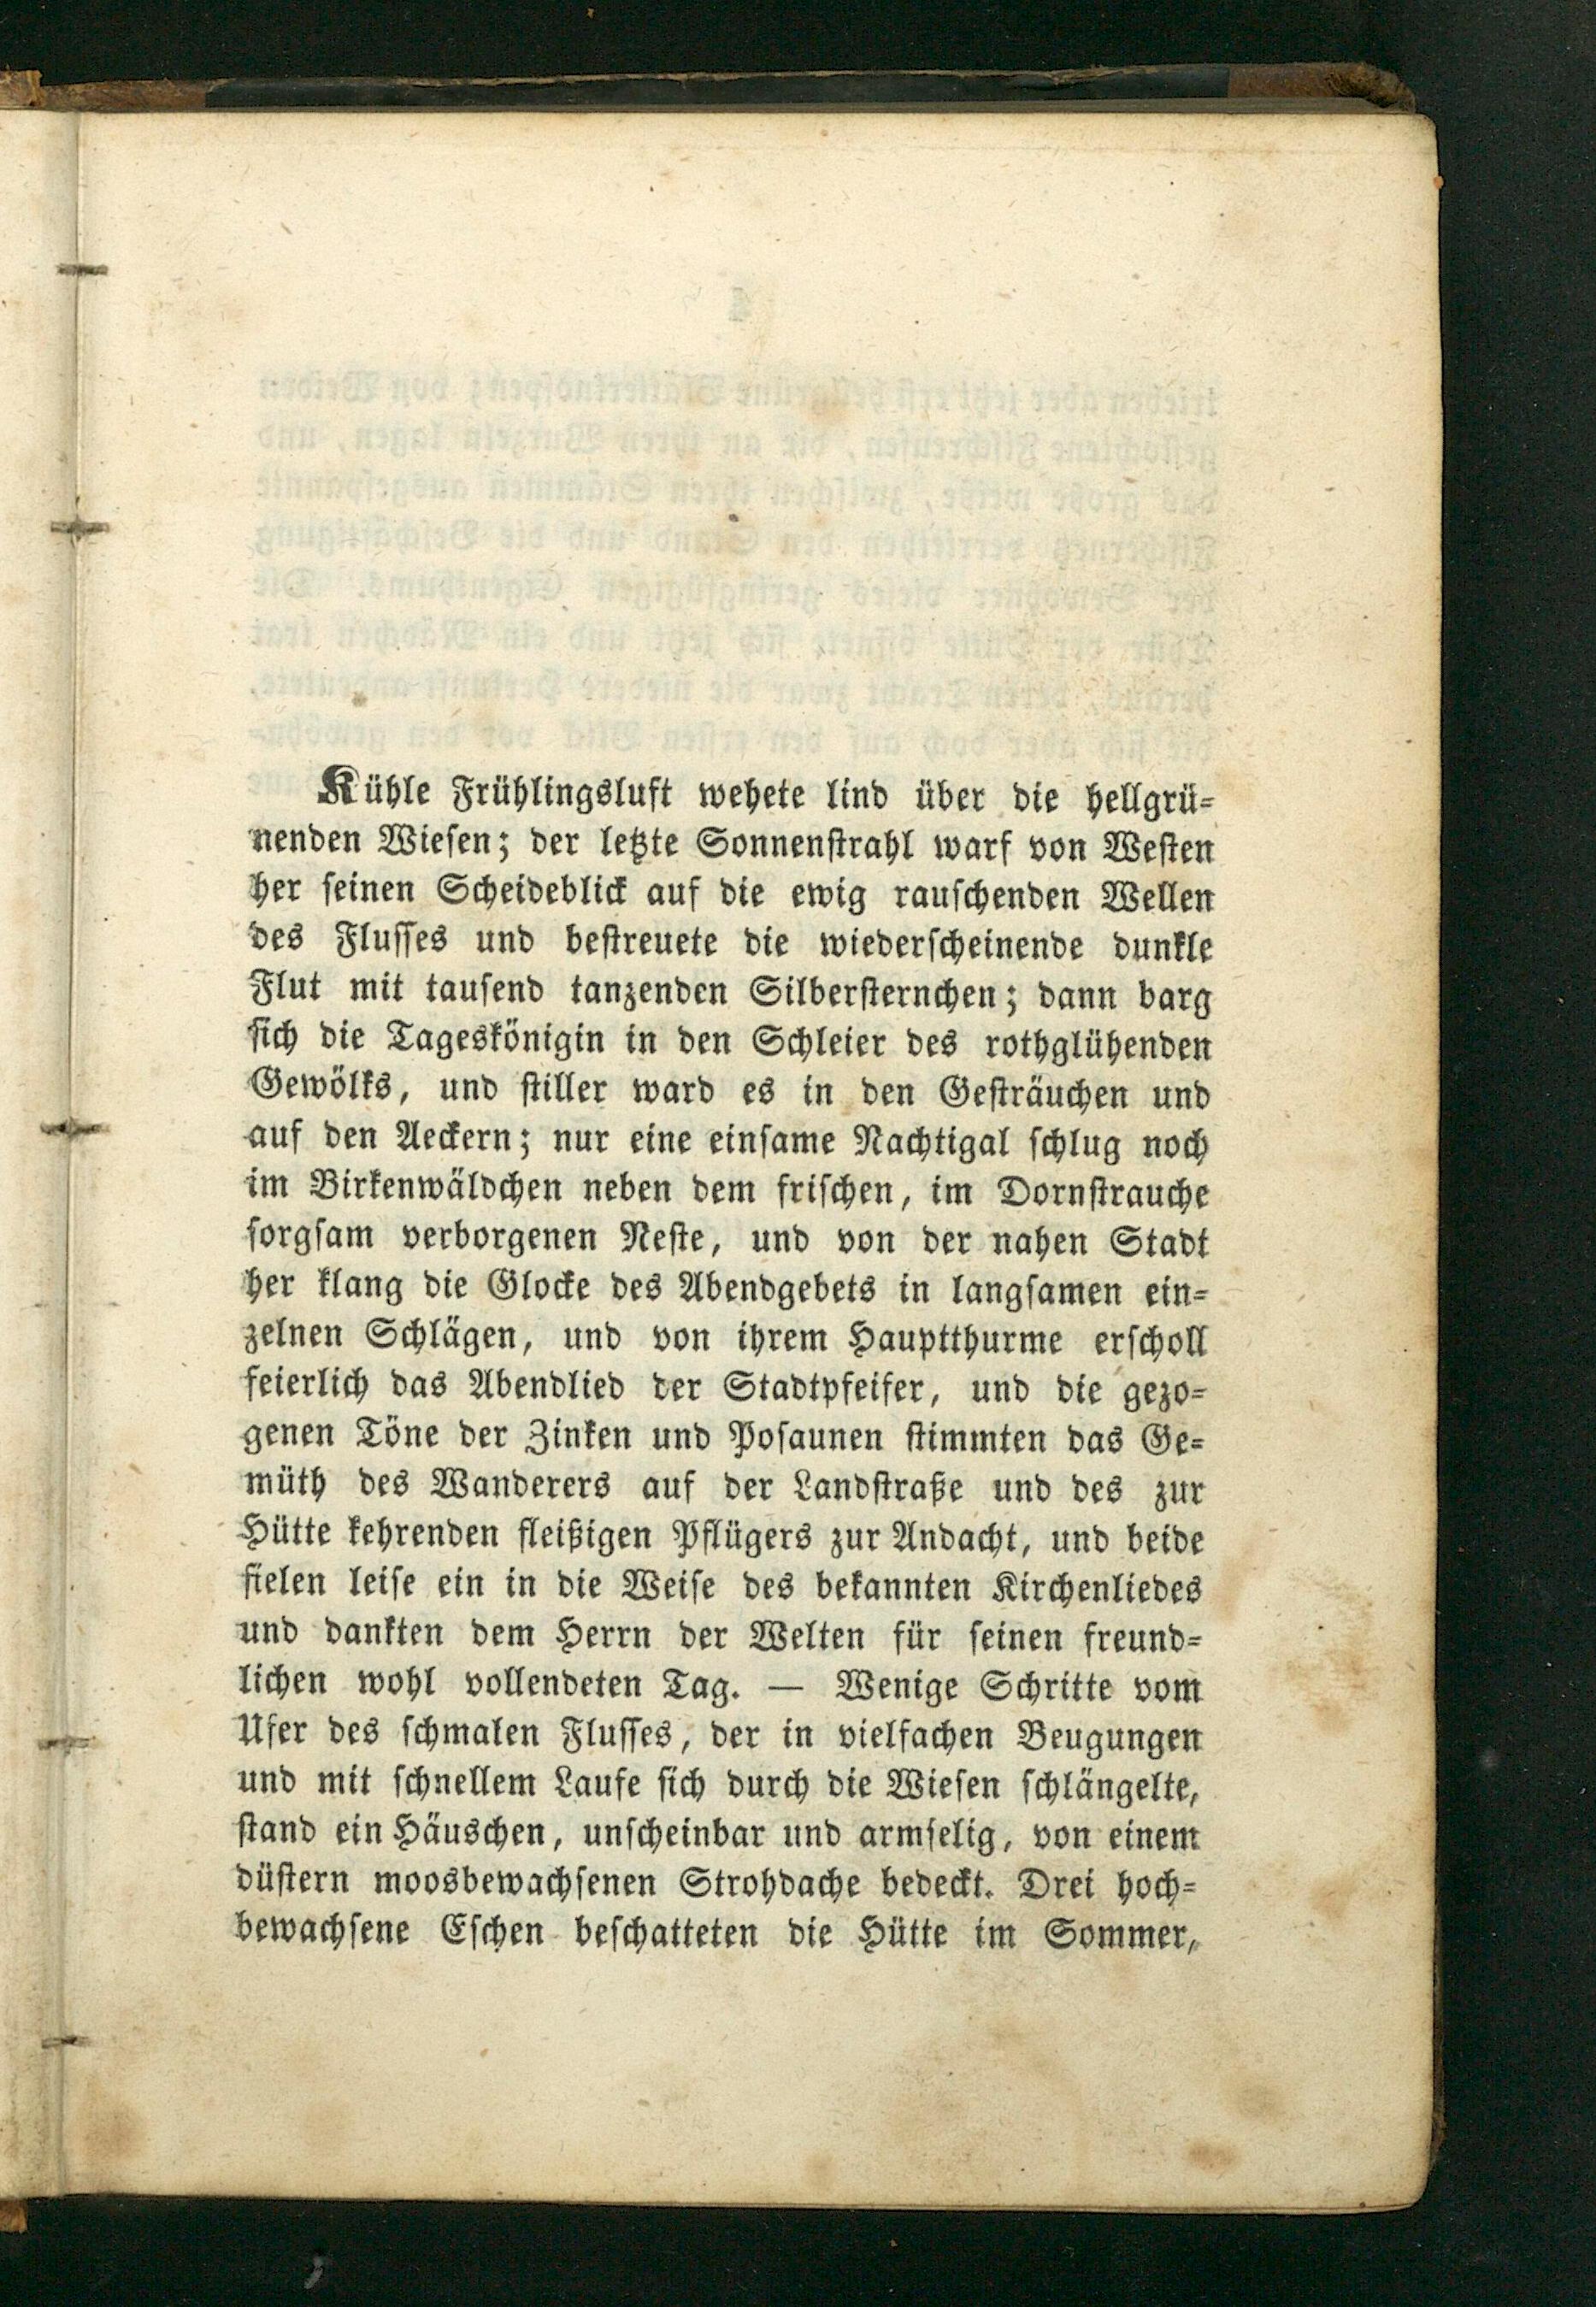 Kühle Frühlingsluft wehete lind über die hellgrü-
nenden Wiesen; der letzte Sonnenstrahl warf von Westen
her seinen Scheideblick auf die ewig rauschenden Wellen
des Flusses und bestreuete die wiederscheinende dunkle
Flut mit tausend tanzenden Silbersternchen; dann barg
sich die Tageskönigin in den Schleier des rothglühenden
Gewölks, und stiller ward es in den Gesträuchen und
auf den Aeckern; nur eine einsame Nachtigal schlug noch
im Birkenwäldchen neben dem frischen, im Dornstrauche
sorgsam verborgenen Neste, und von der nahen Stadt
her klang die Glocke des Abendgebets in langsamen ein-
zelnen Schlägen, und von ihrem Hauptthurme erscholl
feierlich das Abendlied der Stadtpfeifer, und die gezo-
genen Töne der Zinken und Posaunen stimmten das Ge-
müth des Wanderers auf der Landstraße und des zur
Hütte kehrenden fleißigen Pflügers zur Andacht, und beide
fielen leise ein in die Weise des bekannten Kirchenliedes
und dankten dem Herrn der Welten für seinen freund-
lichen wohl vollendeten Tag. — Wenige Schritte vom
Ufer des schmalen Flusses, der in vielfachen Beugungen
und mit schnellem Laufe sich durch die Wiesen schlängelte,
stand ein Häuschen, unscheinbar und armselig, von einem
düstern moosbewachsenen Strohdache bedeckt. Drei hoch-
bewachsene Eschen beschatteten die Hütte im Sommer,